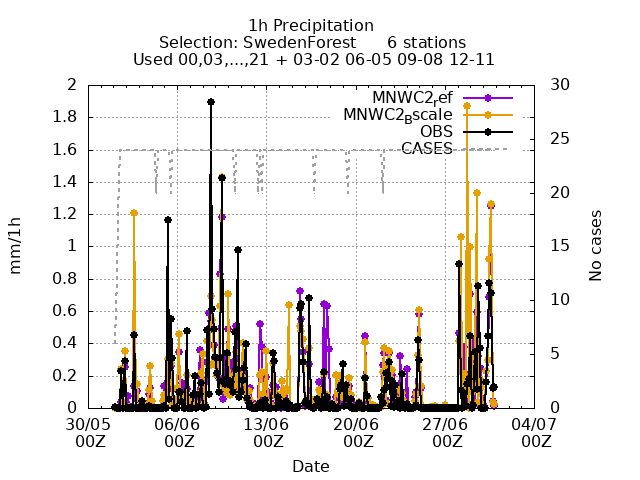 1h Precipitation
Selection: SwedenForest 6 stations
Used 00,03,...,21 + 03-02 06-05 09-08 12-11
2 30
1.8 MNWC2ref
MNWC2Bscale
25
1.6 OBS
CASES
1.4
20
1.2
mm/1h 1 15 No cases
0.8
0.6 10
0.4
5
0.2
0 0
30/05 06/06 13/06 20/06 27/06 04/07
00Z 00Z 00Z 00Z 00Z 00Z
Date